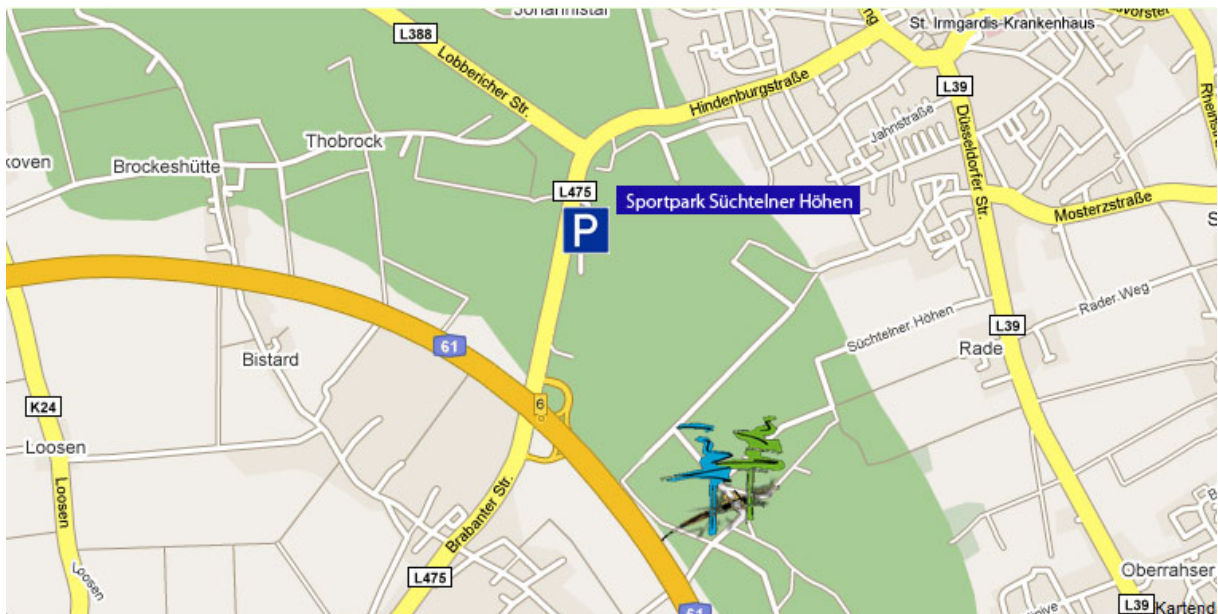 Johannistal
St. Irmgardis-Krankenhaus
L388
Lobbericher Str.
Hindenburgstraße
L39
Jahnstraße
Düsseldorfer Str.
Thobrock
Brockeshütte
L475
Sportpark Süchtelner Höhen
P
Mosterzstraße
Rader Weg
Süchtelner Höhen
L39
Rade
61
Bistard
6
K24
Loosen
Loosen
Brabanter Str.
L475
Loosen
61
Oberrahser
L39